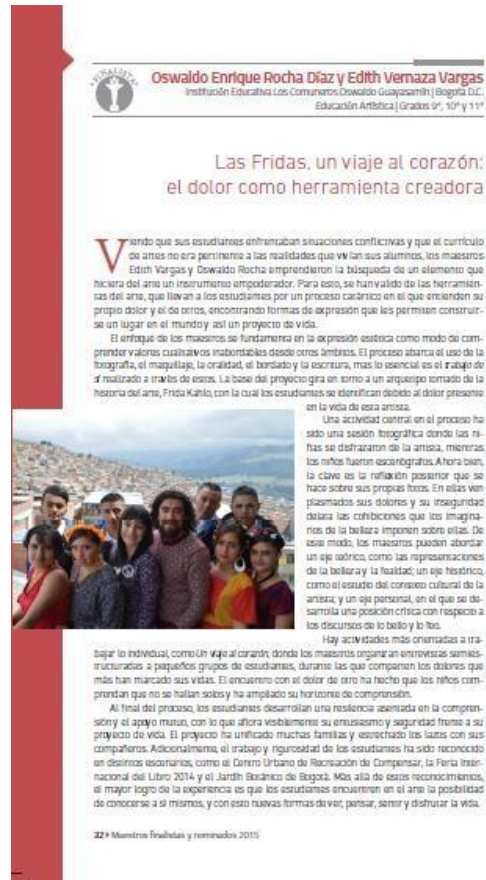 FINALISTA
Oswaldo Enrique Rocha Díaz y Edith Vernaza Vargas
Institución Educativa Los Comuneros Oswaldo Guayasamín | Bogotá D.C.
Educación Artística | Grados 9°, 10° y 11°
Las Fridas, un viaje al corazón:
el dolor como herramienta creadora
Viendo que sus estudiantes enfrentaban situaciones conflictivas y que el currículo
de artes no era pertinente a las realidades que vivían sus alumnos, los maestros
Edith Vargas y Oswaldo Rocha emprendieron la búsqueda de un elemento que
hiciera del arte un instrumento empoderador. Para esto, se han valido de las herramien-
tas del arte, que llevan a los estudiantes por un proceso catártico en el que entienden su
propio dolor y el de otros, encontrando formas de expresión que les permiten construir-
se un lugar en el mundo y así un proyecto de vida.
El enfoque de los maestros se fundamenta en la expresión estética como modo de com-
prender valores cualitativos inabordables desde otros ámbitos. El proceso abarca el uso de la
fotografía, el maquillaje, la oralidad, el bordado y la escritura, mas lo esencial es el trabajo de
sí realizado a través de estos. La base del proyecto gira en torno a un arquetipo tomado de la
historia del arte, Frida Kahlo, con la cual los estudiantes se identifican debido al dolor presente
en la vida de esta artista.
Una actividad central en el proceso ha
sido una sesión fotográfica donde las ni-
ñas se disfrazaron de la artista, mientras
los niños fueron escenógrafos. Ahora bien,
la clave es la reflexión posterior que se
hace sobre sus propias fotos. En ellas ven
plasmados sus dolores y su inseguridad
delata las cohibiciones que los imagina-
rios de la belleza imponen sobre ellas. De
este modo, los maestros pueden abordar
un eje teórico, como las representaciones
de la belleza y la fealdad; un eje histórico,
como el estudio del contexto cultural de la
artista; y un eje personal, en el que se de-
sarrolla una posición crítica con respecto a
los discursos de lo bello y lo feo.
Hay actividades más orientadas a tra-
bajar lo individual, como Un viaje al corazón, donde los maestros organizan entrevistas semies-
tructuradas a pequeños grupos de estudiantes, durante las que comparten los dolores que
más han marcado sus vidas. El encuentro con el dolor de otro ha hecho que los niños com-
prendan que no se hallan solos y ha ampliado su horizonte de comprensión.
Al final del proceso, los estudiantes desarrollan una resiliencia asentada en la compren-
sión y el apoyo mutuo, con lo que aflora visiblemente su entusiasmo y seguridad frente a su
proyecto de vida. El proyecto ha unificado muchas familias y estrechado los lazos con sus
compañeros. Adicionalmente, el trabajo y rigurosidad de los estudiantes ha sido reconocido
en distintos escenarios, como el Centro Urbano de Recreación de Compensar, la Feria Inter-
nacional del Libro 2014 y el Jardín Botánico de Bogotá. Más allá de estos reconocimientos,
el mayor logro de la experiencia es que los estudiantes encuentren en el arte la posibilidad
de conocerse a sí mismos, y con esto nuevas formas de ver, pensar, sentir y disfrutar la vida.
32 > Maestros finalistas y nominados 2015